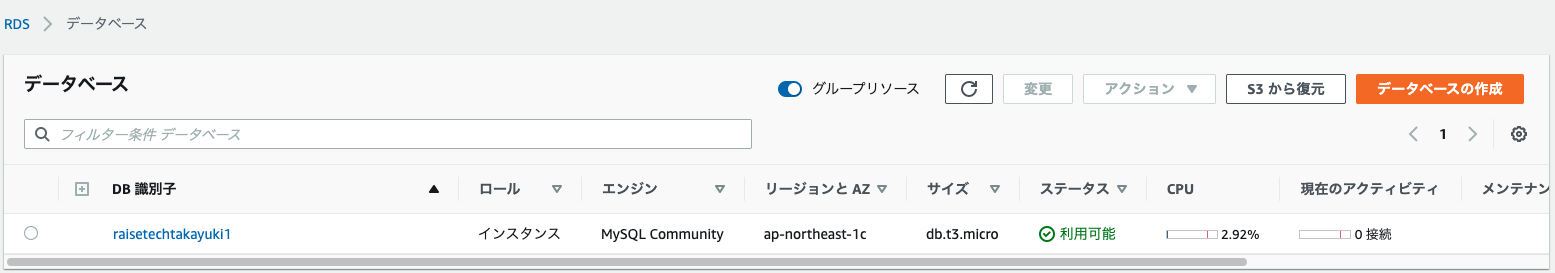 RDS データベース
データベース
グループリソース 変更 アクション S3 から復元 データベースの作成
フィルター条件 データベース
1
DB 識別子 ロール エンジン リージョンと AZ サイズ ステータス CPU 現在のアクティビティ メンテナン
raisetechtakayuki1 インスタンス MySQL Community ap-northeast-1c db.t3.micro 利用可能 2.92% 0 接続